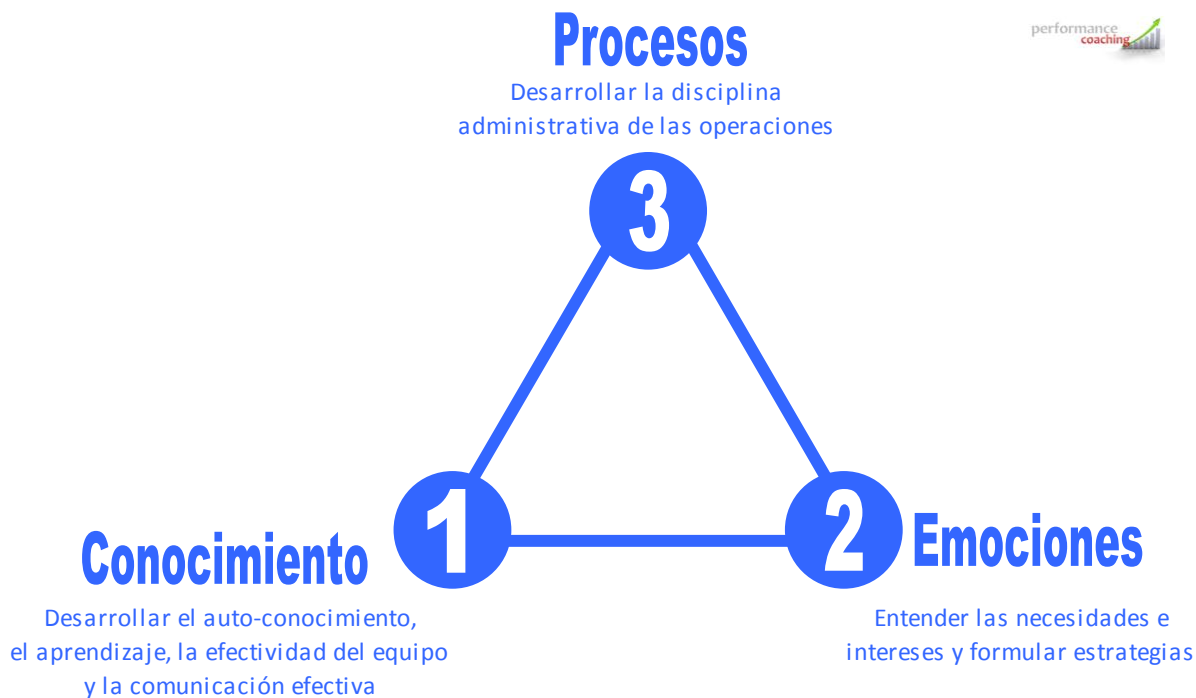 Procesos
performance
coaching
Desarrollar la disciplina
administrativa de las operaciones
3
1
2
Conocimiento
Emociones
Desarrollar el auto-conocimiento,
el aprendizaje, la efectividad del equipo
y la comunicación efectiva
Entender las necesidades e
intereses y formular estrategias